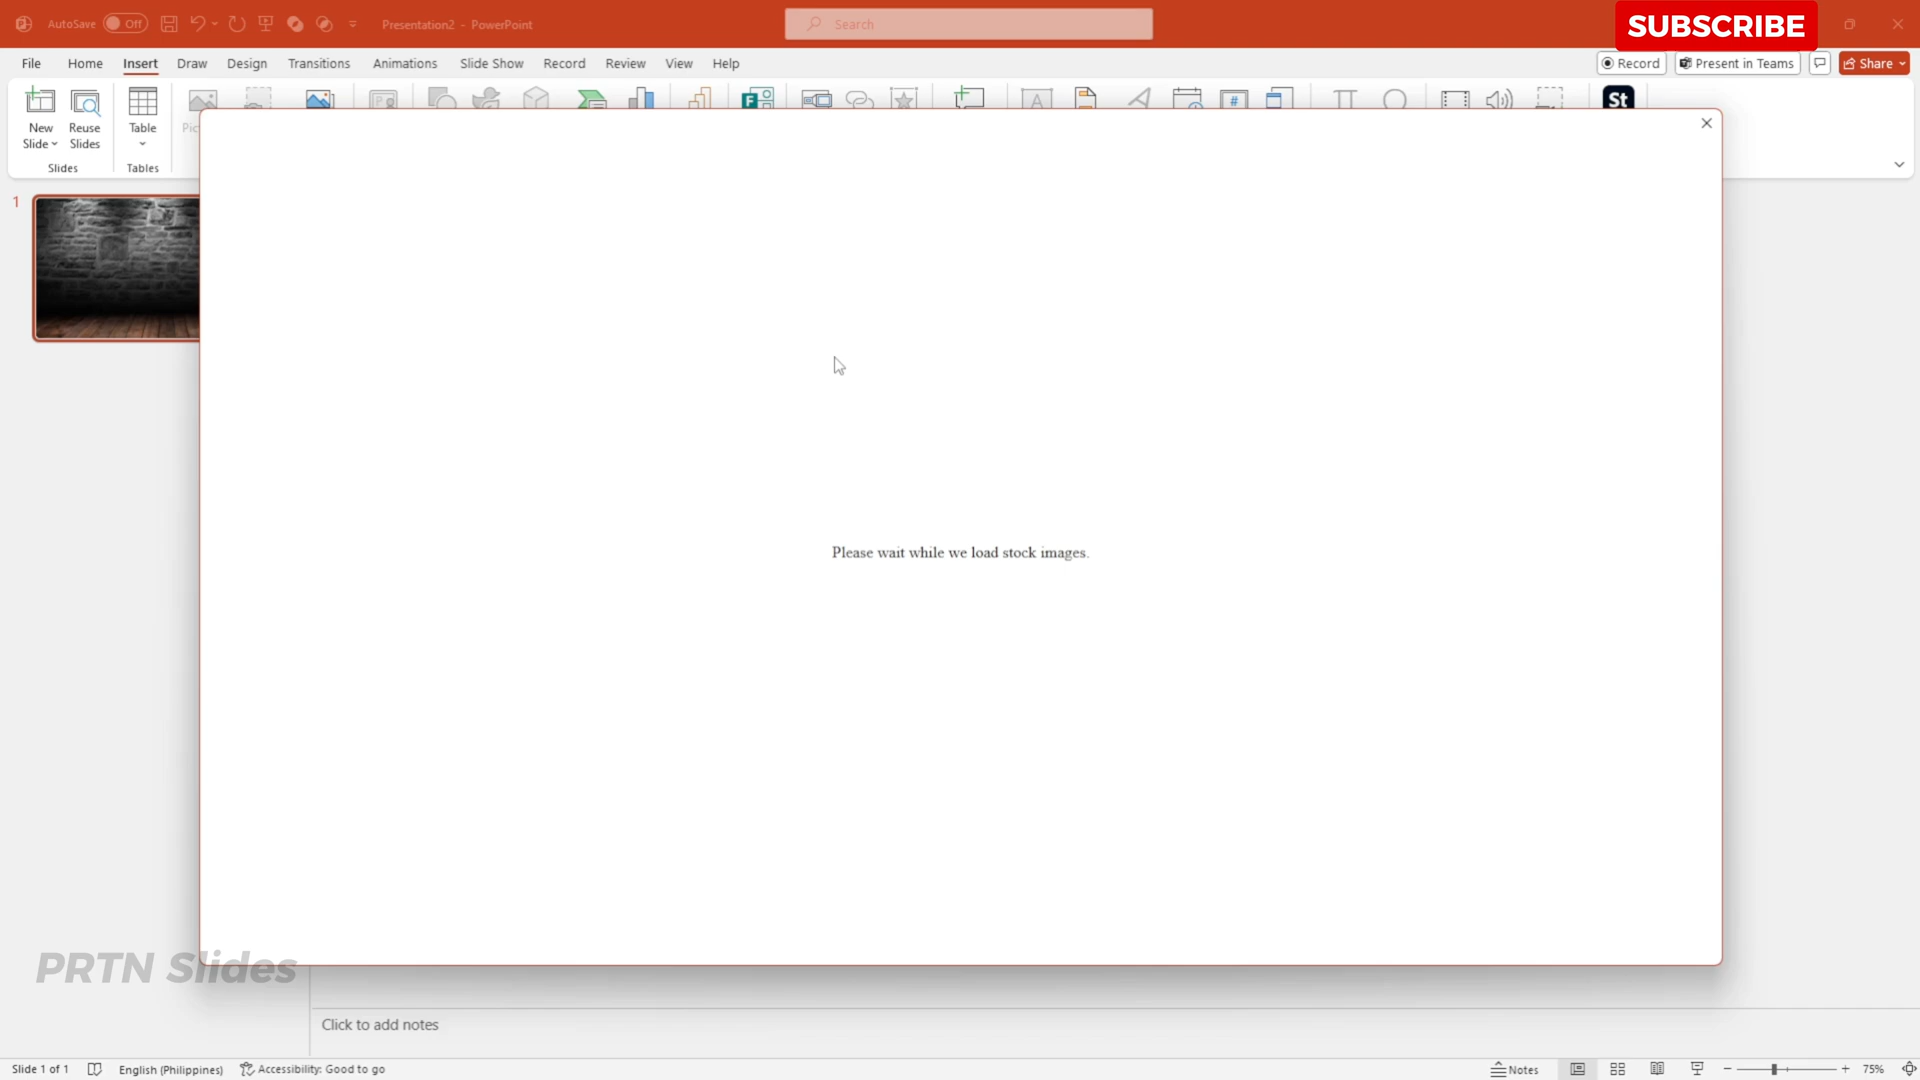 AutoSave Off Presentation2 - PowerPoint Search SUBSCRIBE
File Home Insert Draw Design Transitions Animations Slide Show Record Review View Help Record Present in Teams Share
New Slide
Reuse Slides
Table
Slides
Tables
St
1
Please wait while we load stock images.
PRTN Slides
Click to add notes
Slide 1 of 1 English (Philippines) Accessibility: Good to go Notes 75%